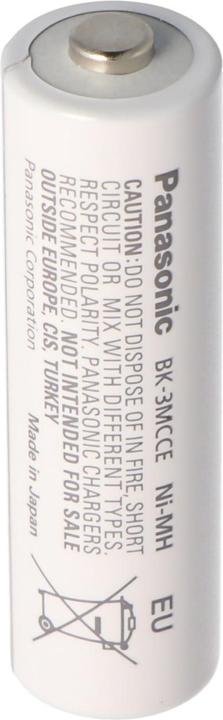 Panasonic BK-3MCCE Ni-MH EU
CAUTION: DO NOT DISPOSE OF IN FIRE, SHORT
CIRCUIT OR MIX WITH DIFFERENT TYPES.
RESPECT POLARITY. PANASONIC CHARGERS
RECOMMENDED. NOT INTENDED FOR SALE
OUTSIDE EUROPE, CIS, TURKEY
Panasonic Corporation Made in Japan